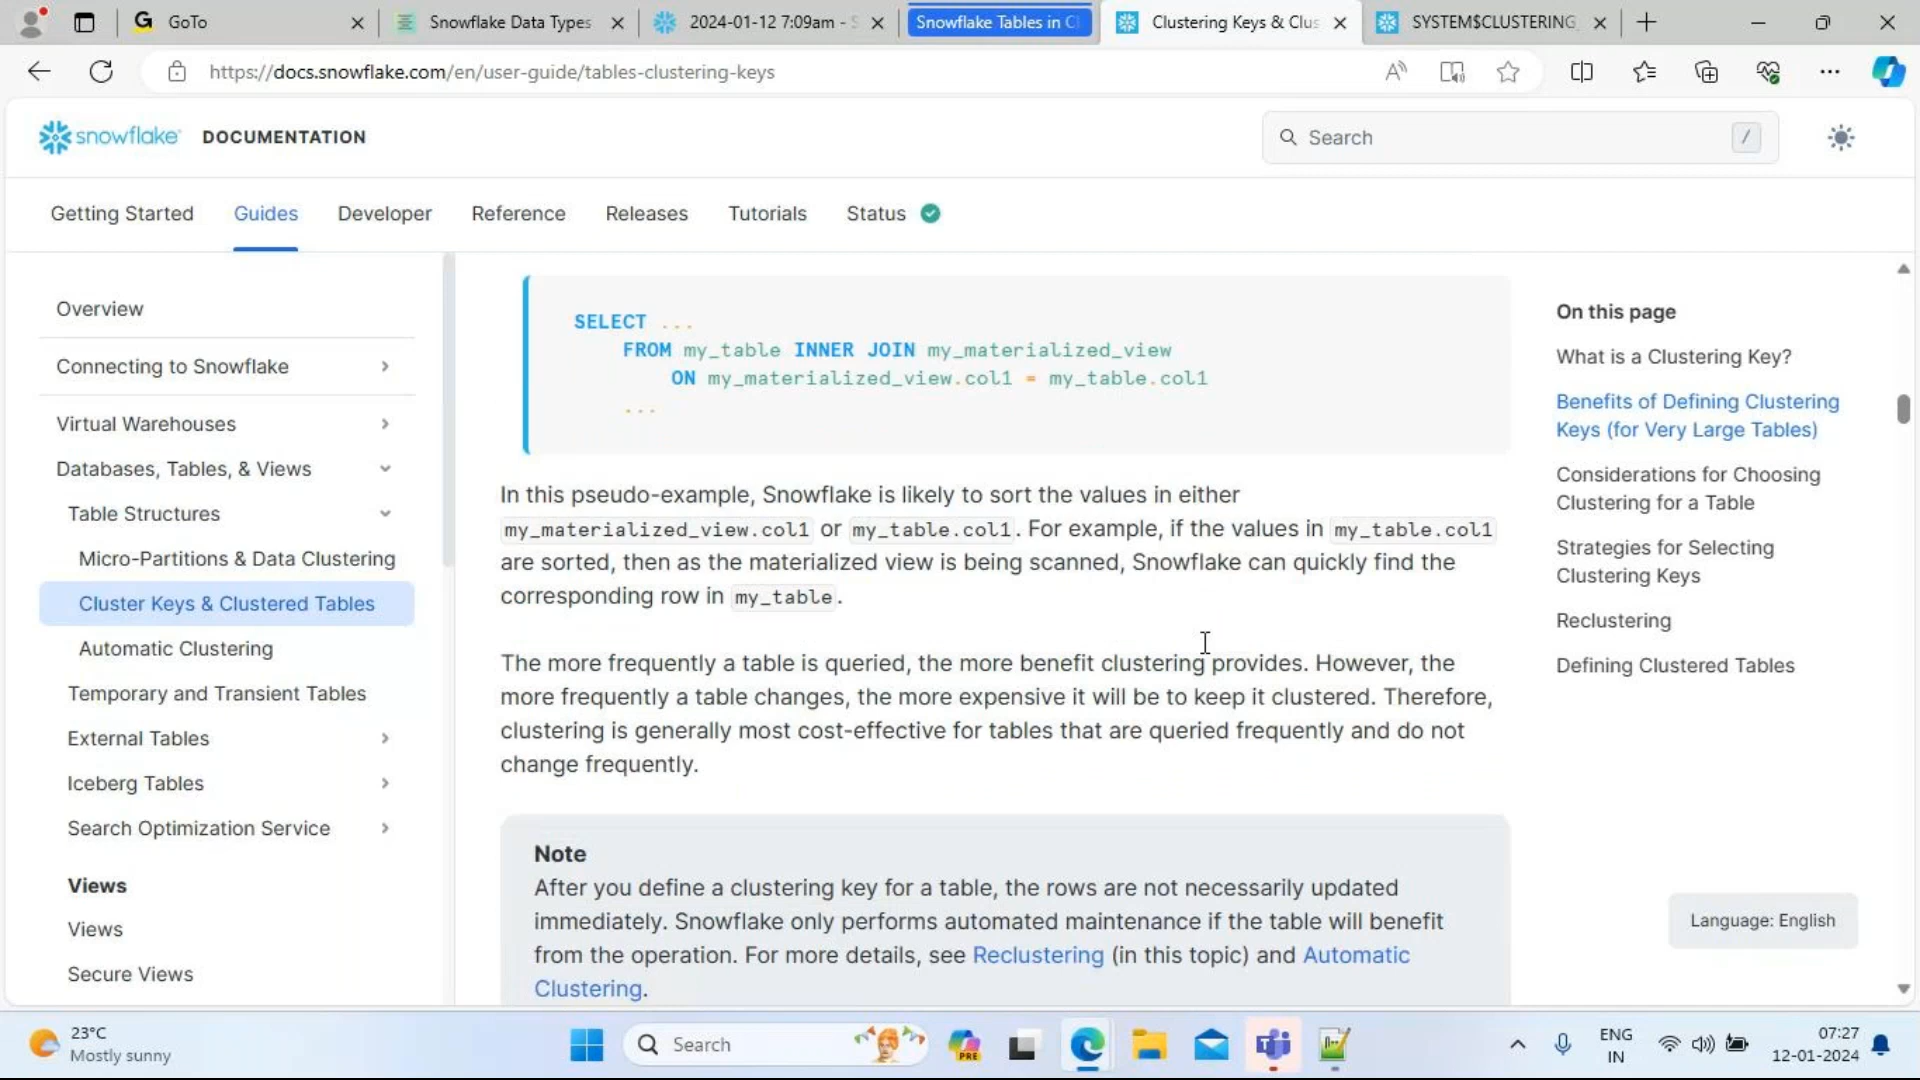 GoTo
Snowflake Data Types
2024-01-12 7:09am - S
Snowflake Tables in C
Clustering Keys & Clus
SYSTEM$CLUSTERING_
https://docs.snowflake.com/en/user-guide/tables-clustering-keys
snowflake DOCUMENTATION
Search
/
Getting Started
Guides
Developer
Reference
Releases
Tutorials
Status
Overview
Connecting to Snowflake
Virtual Warehouses
Databases, Tables, & Views
Table Structures
Micro-Partitions & Data Clustering
Cluster Keys & Clustered Tables
Automatic Clustering
Temporary and Transient Tables
External Tables
Iceberg Tables
Search Optimization Service
Views
Views
Secure Views
SELECT ...
FROM my_table INNER JOIN my_materialized_view
ON my_materialized_view.col1 = my_table.col1
...
In this pseudo-example, Snowflake is likely to sort the values in either
my_materialized_view.col1 or my_table.col1. For example, if the values in my_table.col1
are sorted, then as the materialized view is being scanned, Snowflake can quickly find the
corresponding row in my_table.
The more frequently a table is queried, the more benefit clustering provides. However, the
more frequently a table changes, the more expensive it will be to keep it clustered. Therefore,
clustering is generally most cost-effective for tables that are queried frequently and do not
change frequently.
Note
After you define a clustering key for a table, the rows are not necessarily updated
immediately. Snowflake only performs automated maintenance if the table will benefit
from the operation. For more details, see Reclustering (in this topic) and Automatic
Clustering.
On this page
What is a Clustering Key?
Benefits of Defining Clustering
Keys (for Very Large Tables)
Considerations for Choosing
Clustering for a Table
Strategies for Selecting
Clustering Keys
Reclustering
Defining Clustered Tables
Language: English
23°C
Mostly sunny
Search
PRE
ENG
IN
07:27
12-01-2024